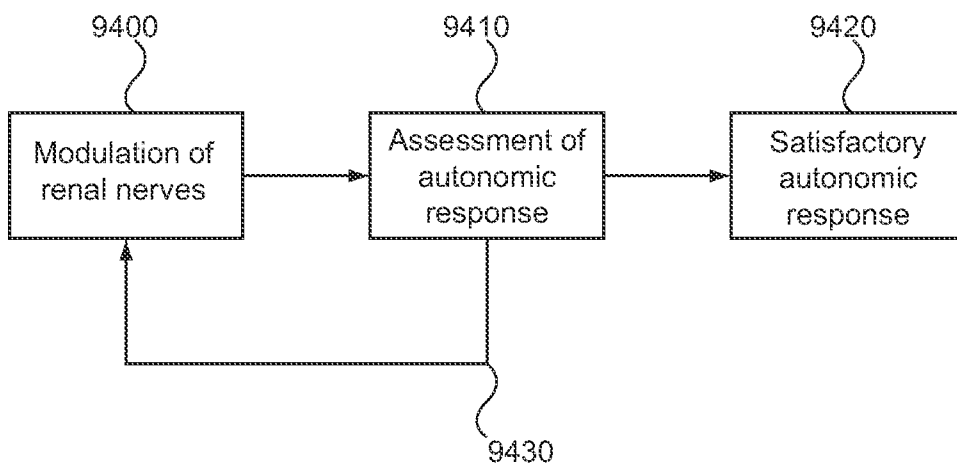 9400
9410
9420
Modulation of
renal nerves
Assessment of
autonomic
response
Satisfactory
autonomic
response
9430